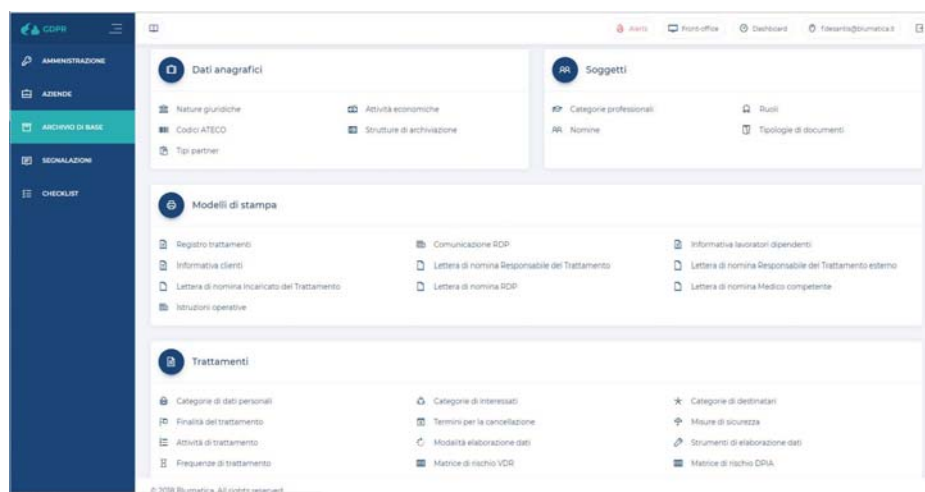 GDPR
Alerts Front-office Dashboard f.desantis@blumatica.it
AMMINISTRAZIONE
AZIENDE
ARCHIVIO DI BASE
SEGNALAZIONI
CHECKLIST
Dati anagrafici
Nature giuridiche Attività economiche
Codici ATECO Strutture di archiviazione
Tipi partner
Soggetti
Categorie professionali Ruoli
Nomine Tipologie di documenti
Modelli di stampa
Registro trattamenti Comunicazione RDP Informativa lavoratori dipendenti
Informativa clienti Lettera di nomina Responsabile del Trattamento Lettera di nomina Responsabile del Trattamento esterno
Lettera di nomina Incaricato del Trattamento Lettera di nomina RDP Lettera di nomina Medico competente
Istruzioni operative
Trattamenti
Categorie di dati personali Categorie di interessati Categorie di destinatari
Finalità del trattamento Termini per la cancellazione Misure di sicurezza
Attività di trattamento Modalità elaborazione dati Strumenti di elaborazione dati
Frequenze di trattamento Matrice di rischio VDR Matrice di rischio DPIA
© 2018 Blumatica. All rights reserved.